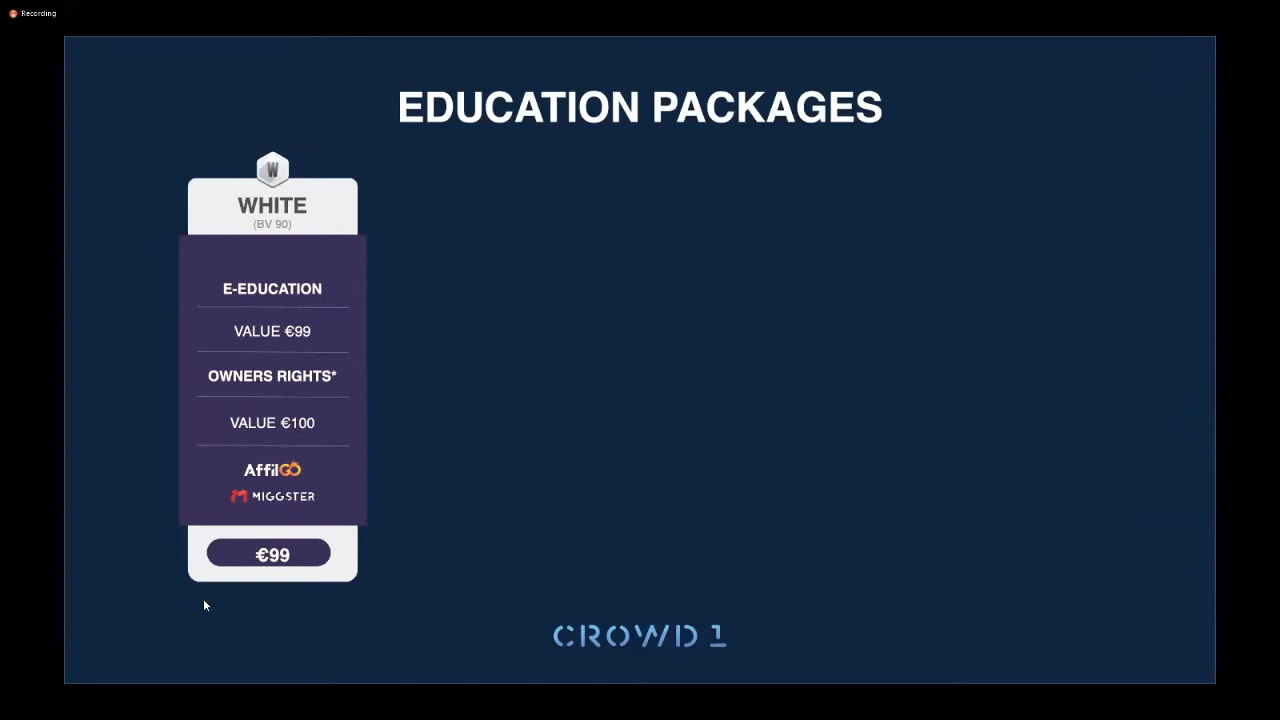 Recording
EDUCATION PACKAGES
W
WHITE
(BV 90)
E-EDUCATION
VALUE €99
OWNERS RIGHTS*
VALUE €100
AffilGO
MIGGSTER
€99
CROWD 1